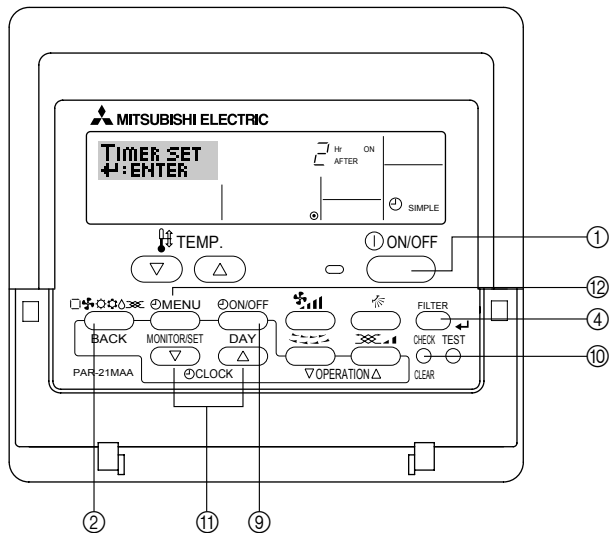 MITSUBISHI ELECTRIC
TIMER SET
↵:ENTER
2 Hr ON
AFTER
SIMPLE
TEMP.
ON/OFF
①
MENU
ON/OFF
⑫
BACK
MONITOR/SET
DAY
FILTER
④
CHECK TEST
⑩
PAR-21MAA
CLOCK
▽OPERATION△
CLEAR
②
⑪
⑨